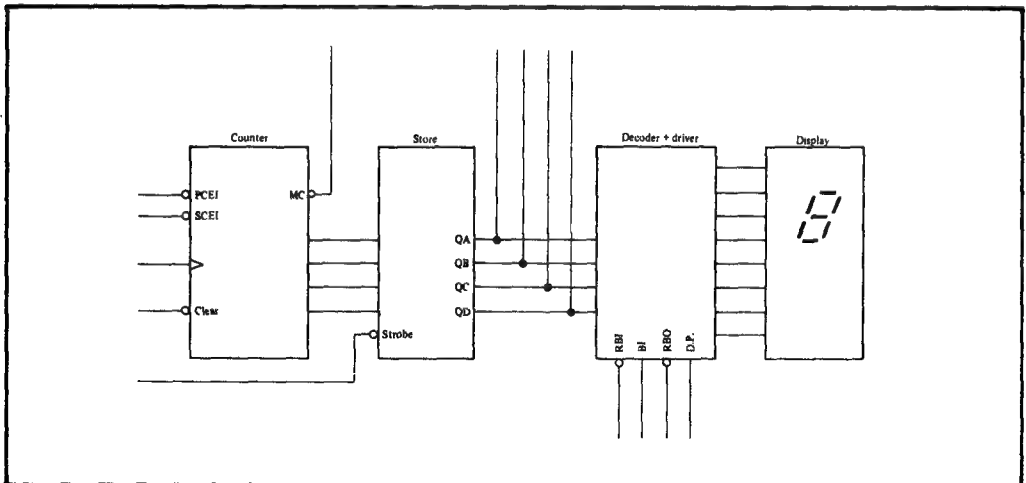 Counter
Store
Decoder + driver
Display
PCEI
MC
SCEI
Clear
QA
QB
QC
QD
Strobe
RBI
BI
RBO
D.P.